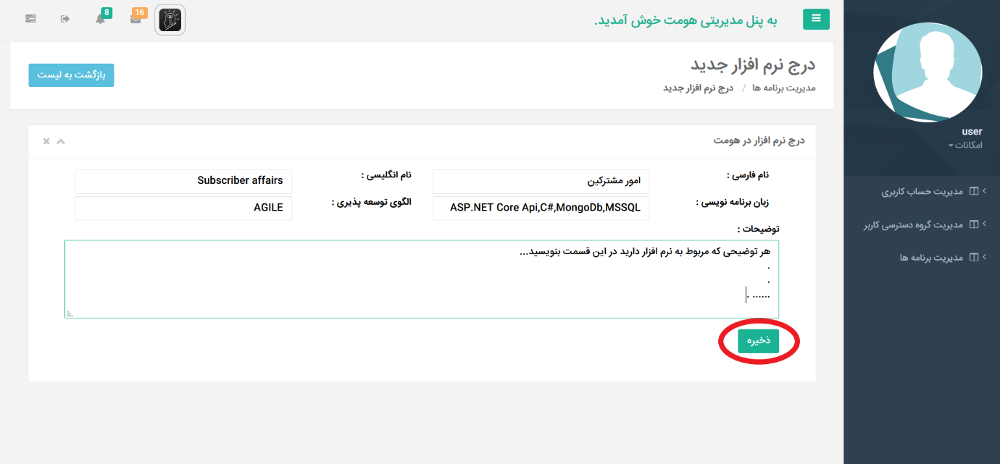 به پنل مدیریتی هومت خوش آمدید.
16
8
user
امکانات
مدیریت حساب کاربری
مدیریت گروه دسترسی کاربر
مدیریت برنامه ها
درج نرم افزار جدید
مدیریت برنامه ها / درج نرم افزار جدید
بازگشت به لیست
درج نرم افزار در هومت
نام فارسی :
امور مشترکین
نام انگلیسی :
Subscriber affairs
زبان برنامه نویسی :
ASP.NET Core Api,C#,MongoDb,MSSQL
الگوی توسعه پذیری :
AGILE
توضیحات :
هر توضیحی که مربوط به نرم افزار دارید در این قسمت بنویسید...
.
.
...... .
ذخیره